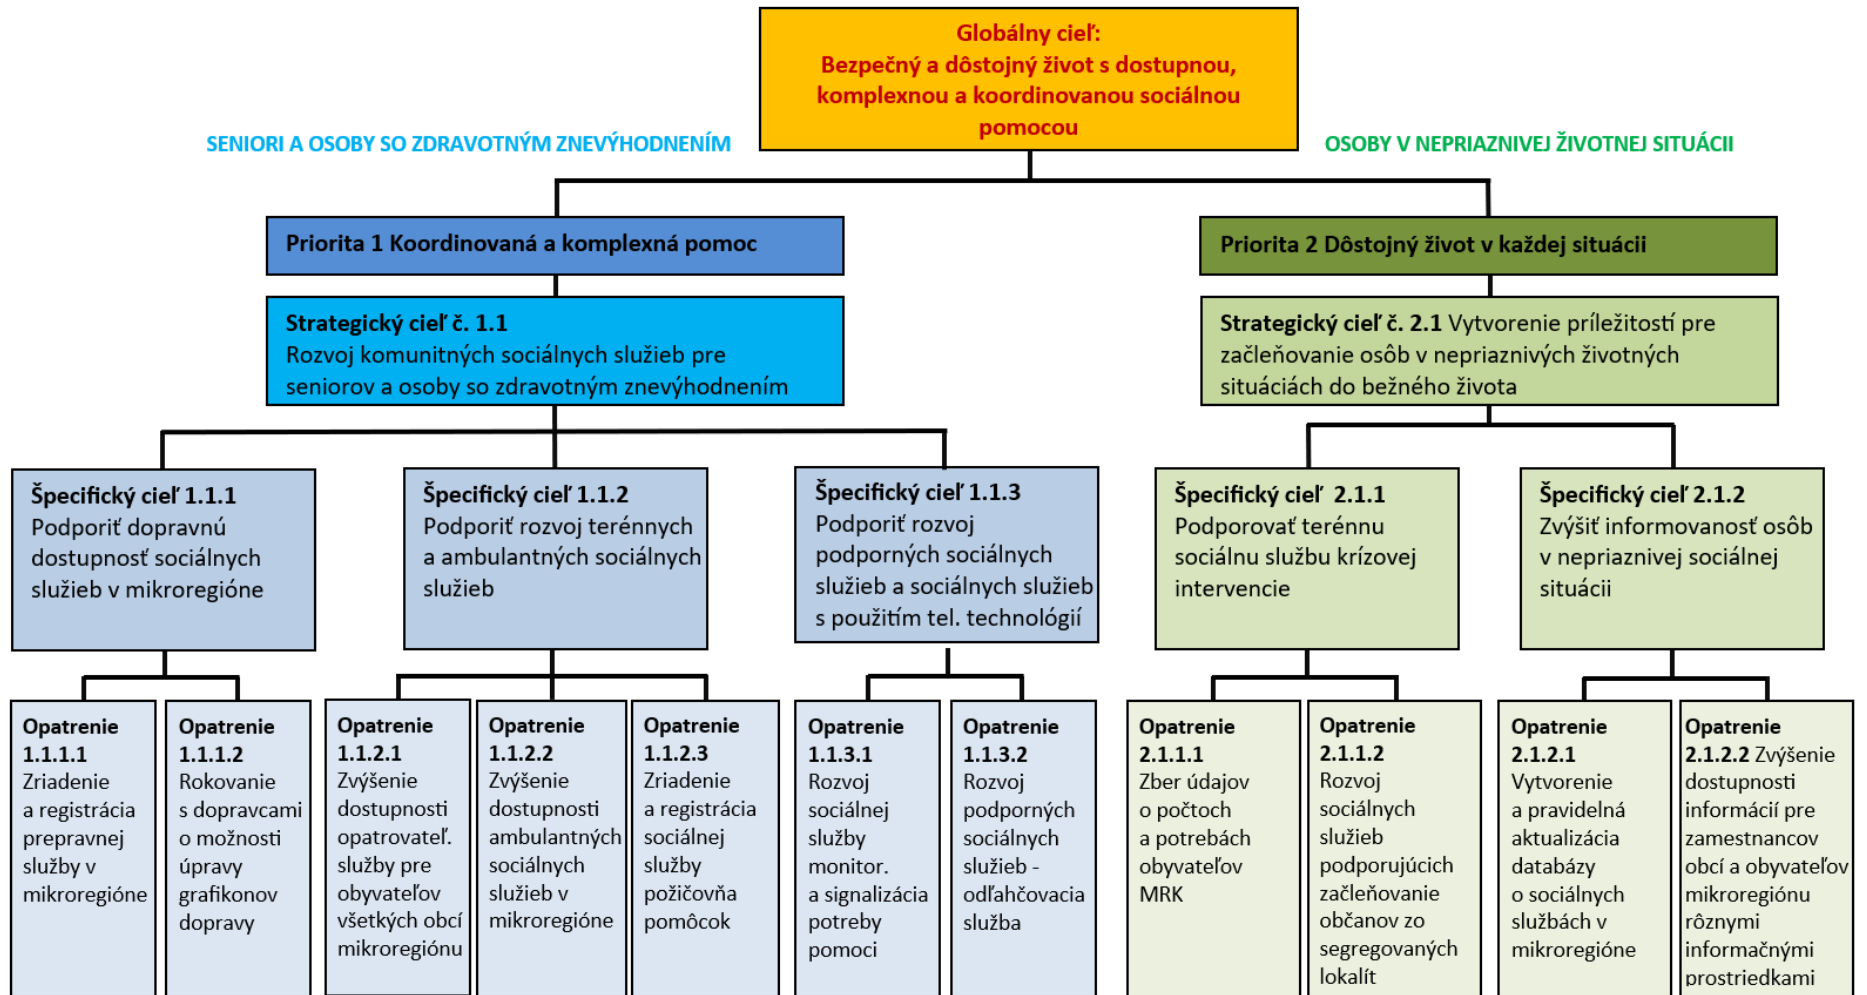 Globálny cieľ:
Bezpečný a dôstojný život s dostupnou,
komplexnou a koordinovanou sociálnou
pomocou
SENIORI A OSOBY SO ZDRAVOTNÝM ZNEVÝHODNENÍM
OSOBY V NEPRIAZNIVEJ ŽIVOTNEJ SITUÁCII
Priorita 1 Koordinovaná a komplexná pomoc
Priorita 2 Dôstojný život v každej situácii
Strategický cieľ č. 1.1
Rozvoj komunitných sociálnych služieb pre
seniorov a osoby so zdravotným znevýhodnením
Strategický cieľ č. 2.1 Vytvorenie príležitostí pre
začleňovanie osôb v nepriaznivých životných
situáciách do bežného života
Špecifický cieľ 1.1.1
Podporiť dopravnú
dostupnosť sociálnych
služieb v mikroregióne
Špecifický cieľ 1.1.2
Podporiť rozvoj terénnych
a ambulantných sociálnych
služieb
Špecifický cieľ 1.1.3
Podporiť rozvoj
podporných sociálnych
služieb a sociálnych služieb
s použitím tel. technológií
Špecifický cieľ 2.1.1
Podporovať terénnu
sociálnu službu krízovej
intervencie
Špecifický cieľ 2.1.2
Zvýšiť informovanosť osôb
v nepriaznivej sociálnej
situácii
Opatrenie
1.1.1.1
Zriadenie
a registrácia
prepravnej
služby v
mikroregióne
Opatrenie
1.1.1.2
Rokovanie
s dopravcami
o možnosti
úpravy
grafikonov
dopravy
Opatrenie
1.1.2.1
Zvýšenie
dostupnosti
opatrovateľ.
služby pre
obyvateľov
všetkých obcí
mikroregiónu
Opatrenie
1.1.2.2
Zvýšenie
dostupnosti
ambulantných
sociálnych
služieb v
mikroregióne
Opatrenie
1.1.2.3
Zriadenie
a registrácia
sociálnej
služby
požičovňa
pomôcok
Opatrenie
1.1.3.1
Rozvoj
sociálnej
služby
monitor.
a signalizácia
potreby
pomoci
Opatrenie
1.1.3.2
Rozvoj
podporných
sociálnych
služieb -
odľahčovacia
služba
Opatrenie
2.1.1.1
Zber údajov
o počtoch
a potrebách
obyvateľov
MRK
Opatrenie
2.1.1.2
Rozvoj
sociálnych
služieb
podporujúcich
začleňovanie
občanov zo
segregovaných
lokalít
Opatrenie
2.1.2.1
Vytvorenie
a pravidelná
aktualizácia
databázy
o sociálnych
službách v
mikroregióne
Opatrenie
2.1.2.2 Zvýšenie
dostupnosti
informácií pre
zamestnancov
obcí a obyvateľov
mikroregiónu
rôznymi
informačnými
prostriedkami